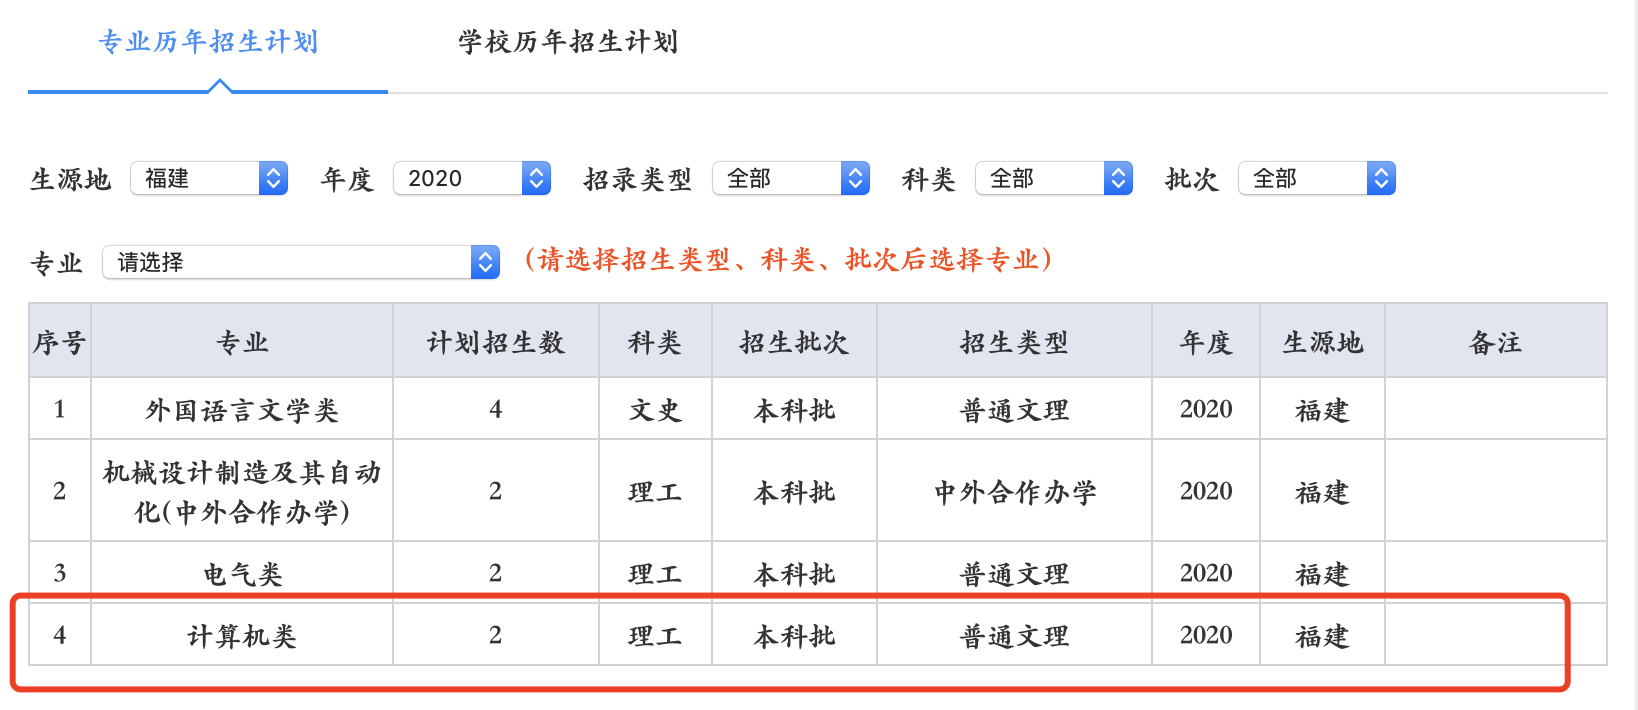 专业历年招生计划 学校历年招生计划
生源地 福建 年度 2020 招录类型 全部 科类 全部 批次 全部
专业 请选择 (请选择招生类型、科类、批次后选择专业)
序号 专业 计划招生数 科类 招生批次 招生类型 年度 生源地 备注
1 外国语言文学类 4 文史 本科批 普通文理 2020 福建
2 机械设计制造及其自动化(中外合作办学) 2 理工 本科批 中外合作办学 2020 福建
3 电气类 2 理工 本科批 普通文理 2020 福建
4 计算机类 2 理工 本科批 普通文理 2020 福建